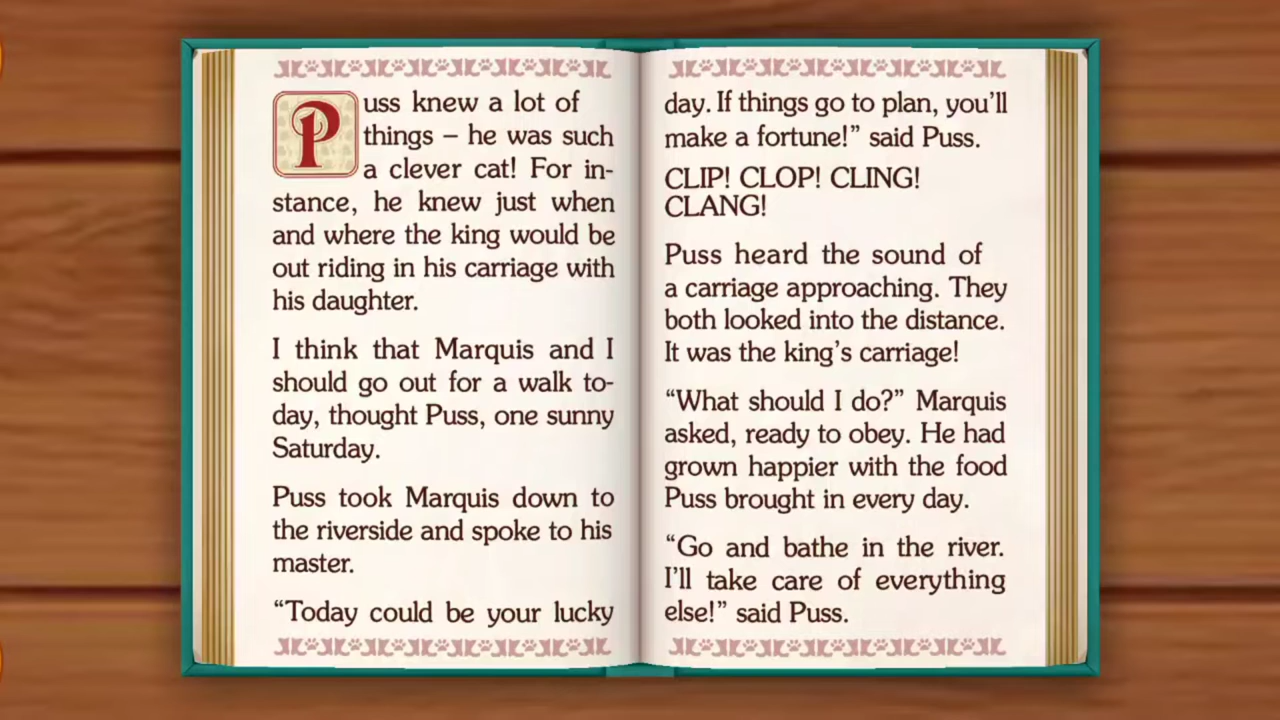 Puss knew a lot of
things – he was such
a clever cat! For in-
stance, he knew just when
and where the king would be
out riding in his carriage with
his daughter.
I think that Marquis and I
should go out for a walk to-
day, thought Puss, one sunny
Saturday.
Puss took Marquis down to
the riverside and spoke to his
master.
“Today could be your lucky
day. If things go to plan, you’ll
make a fortune!” said Puss.
CLIP! CLOP! CLING!
CLANG!
Puss heard the sound of
a carriage approaching. They
both looked into the distance.
It was the king’s carriage!
“What should I do?” Marquis
asked, ready to obey. He had
grown happier with the food
Puss brought in every day.
“Go and bathe in the river.
I’ll take care of everything
else!” said Puss.